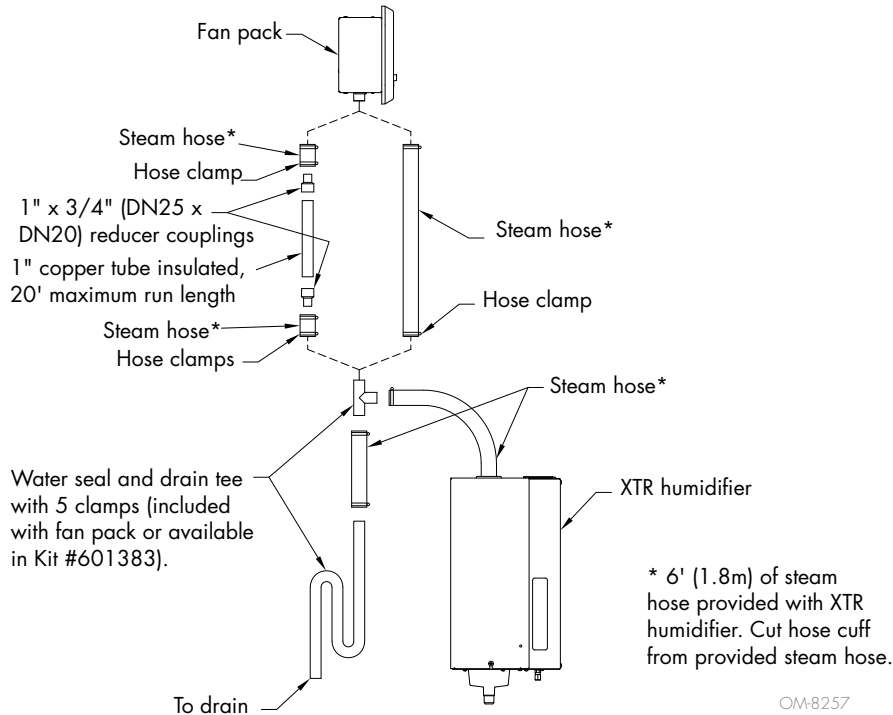 Fan pack
Steam hose*
Hose clamp
1" x 3/4" (DN25 x
DN20) reducer couplings
1" copper tube insulated,
20' maximum run length
Steam hose*
Hose clamps
Steam hose*
Hose clamp
Steam hose*
Water seal and drain tee
with 5 clamps (included
with fan pack or available
in Kit #601383).
XTR humidifier
* 6' (1.8m) of steam
hose provided with XTR
humidifier. Cut hose cuff
from provided steam hose.
To drain
OM-8257